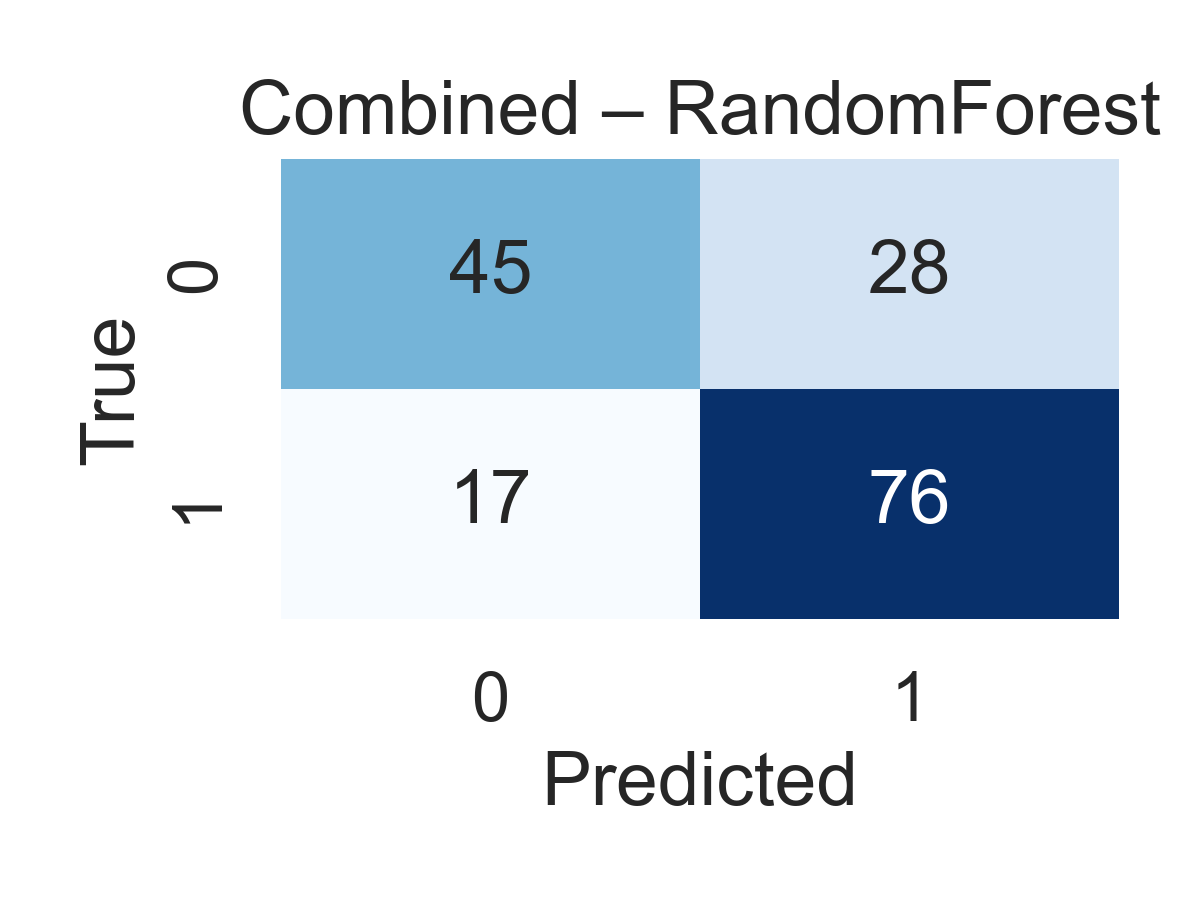 Combined – RandomForest
0
45
28
True
1
17
76
0
1
Predicted